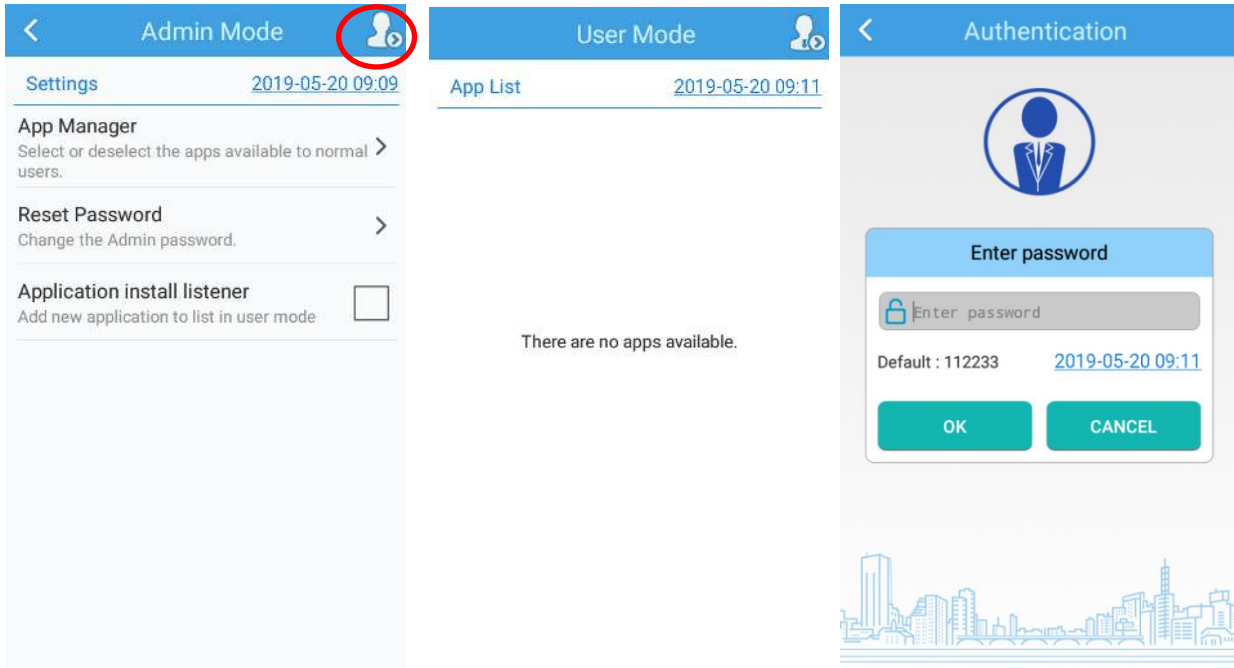 Admin Mode
Settings 2019-05-20 09:09
App Manager
Select or deselect the apps available to normal
users.
Reset Password
Change the Admin password.
Application install listener
Add new application to list in user mode
User Mode
App List 2019-05-20 09:11
There are no apps available.
Authentication
Enter password
Enter password
Default : 112233 2019-05-20 09:11
OK CANCEL